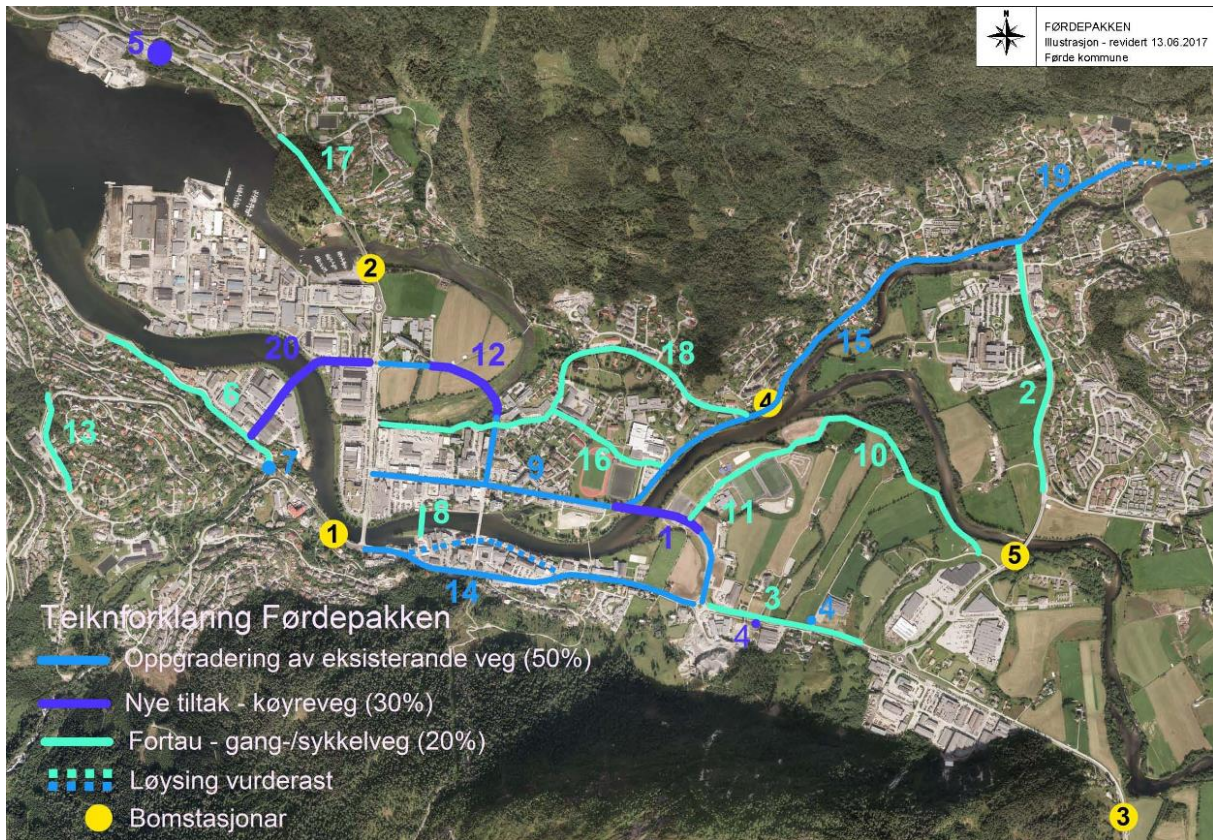 N
FØRDEPAKKEN
Illustrasjon - revidert 13.06.2017
Førde kommune
5
17
2
19
20
12
18
15
4
2
6
13
7
9
16
10
11
8
1
1
5
14
3
4
4
3
Teiknforklaring Førdepakken
Oppgradering av eksisterande veg (50%)
Nye tiltak - køyreveg (30%)
Fortau - gang-/sykkelveg (20%)
Løysing vurderast
Bomstasjonar